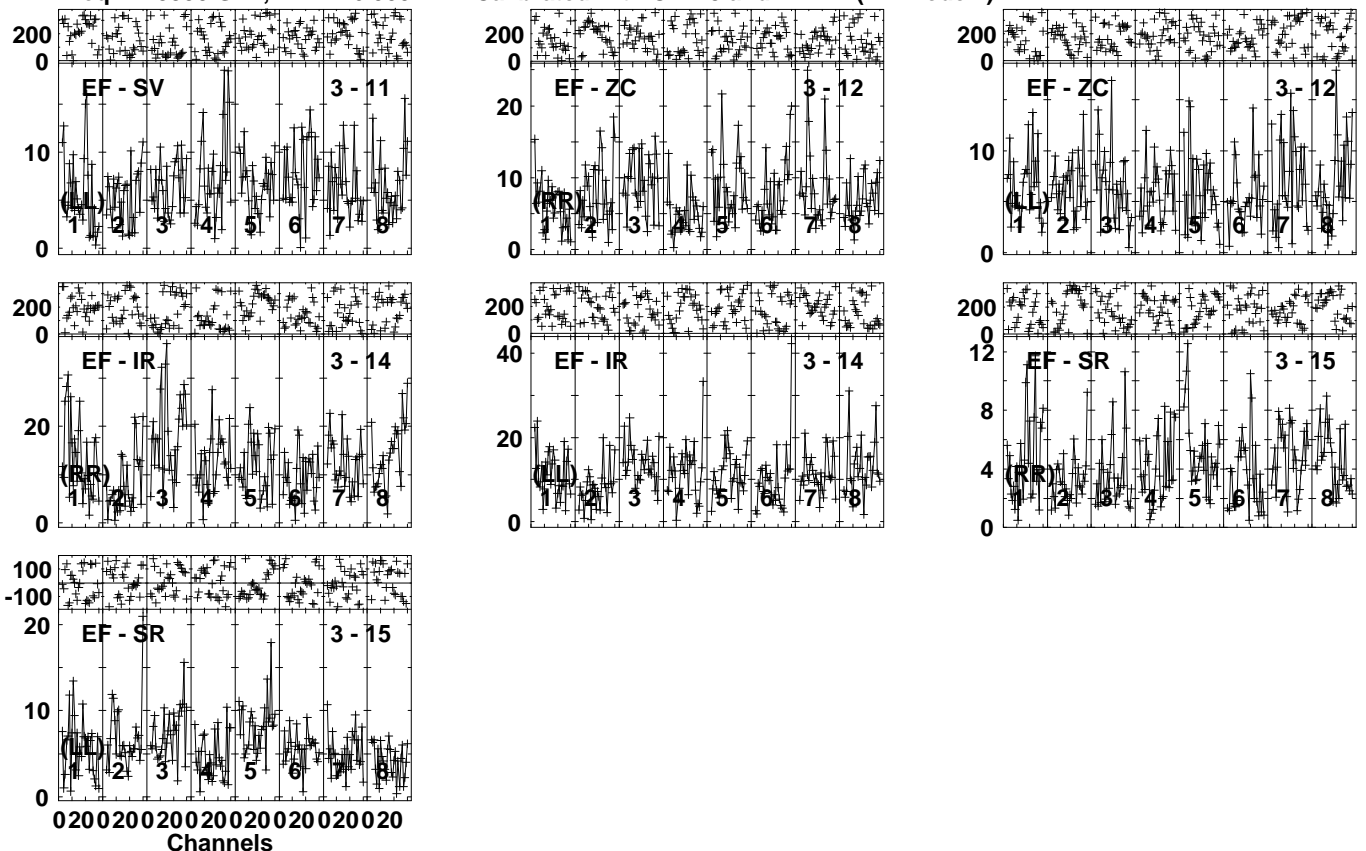 200
0
EF - SV 3 - 11
10
(LL)
1 2 3 4 5 6 7 8
0
200
0
EF - ZC 3 - 12
20
10
(RR)
1 2 3 4 5 6 7 8
0
200
0
EF - ZC 3 - 12
10
(LL)
1 2 3 4 5 6 7 8
0
200
0
EF - IR 3 - 14
20
(RR)
1 2 3 4 5 6 7 8
0
200
0
40
EF - IR 3 - 14
20
(LL)
1 2 3 4 5 6 7 8
0
200
0
12
EF - SR 3 - 15
8
4
(RR)
1 2 3 4 5 6 7 8
0
100
-100
20
EF - SR 3 - 15
10
(LL)
1 2 3 4 5 6 7 8
0
0 20 0 20 0 20 0 20 0 20 0 20 0 20 0 20
Channels